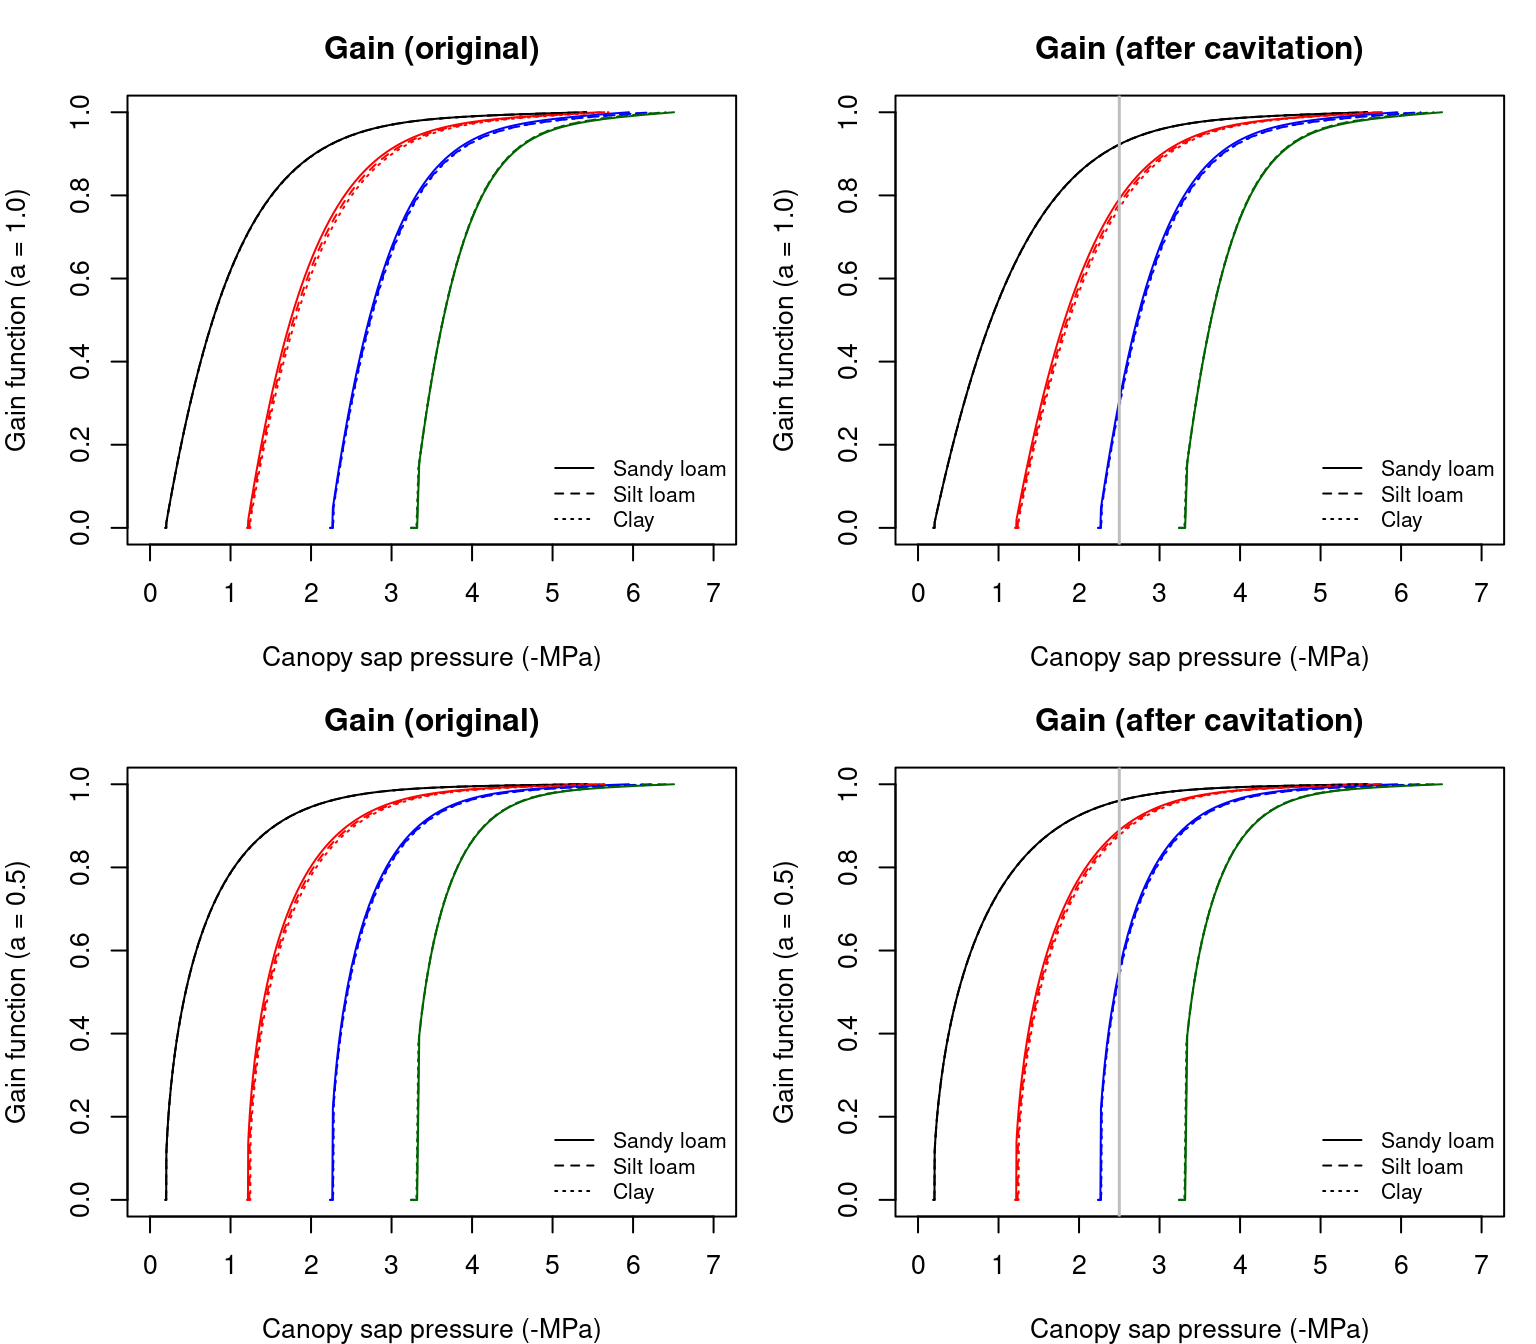 Gain (original)
Gain function (a = 1.0)
0.0 0.2 0.4 0.6 0.8 1.0
Sandy loam
Silt loam
Clay
0 1 2 3 4 5 6 7
Canopy sap pressure (-MPa)
Gain (after cavitation)
Gain function (a = 1.0)
0.0 0.2 0.4 0.6 0.8 1.0
Sandy loam
Silt loam
Clay
0 1 2 3 4 5 6 7
Canopy sap pressure (-MPa)
Gain (original)
Gain function (a = 0.5)
0.0 0.2 0.4 0.6 0.8 1.0
Sandy loam
Silt loam
Clay
0 1 2 3 4 5 6 7
Canopy sap pressure (-MPa)
Gain (after cavitation)
Gain function (a = 0.5)
0.0 0.2 0.4 0.6 0.8 1.0
Sandy loam
Silt loam
Clay
0 1 2 3 4 5 6 7
Canopy sap pressure (-MPa)